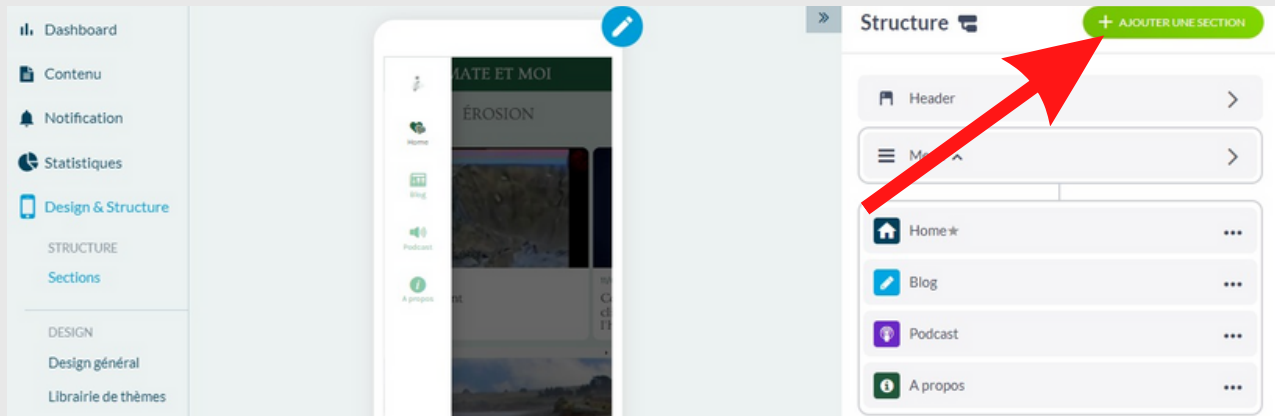 Dashboard
Contenu
Notification
Statistiques
Design & Structure
STRUCTURE
Sections
DESIGN
Design général
Librairie de thèmes
MATE ET MOI
ÉROSION
Home
Blog
Podcast
A propos
Structure
+ AJOUTER UNE SECTION
Header
Home★
Blog
Podcast
A propos